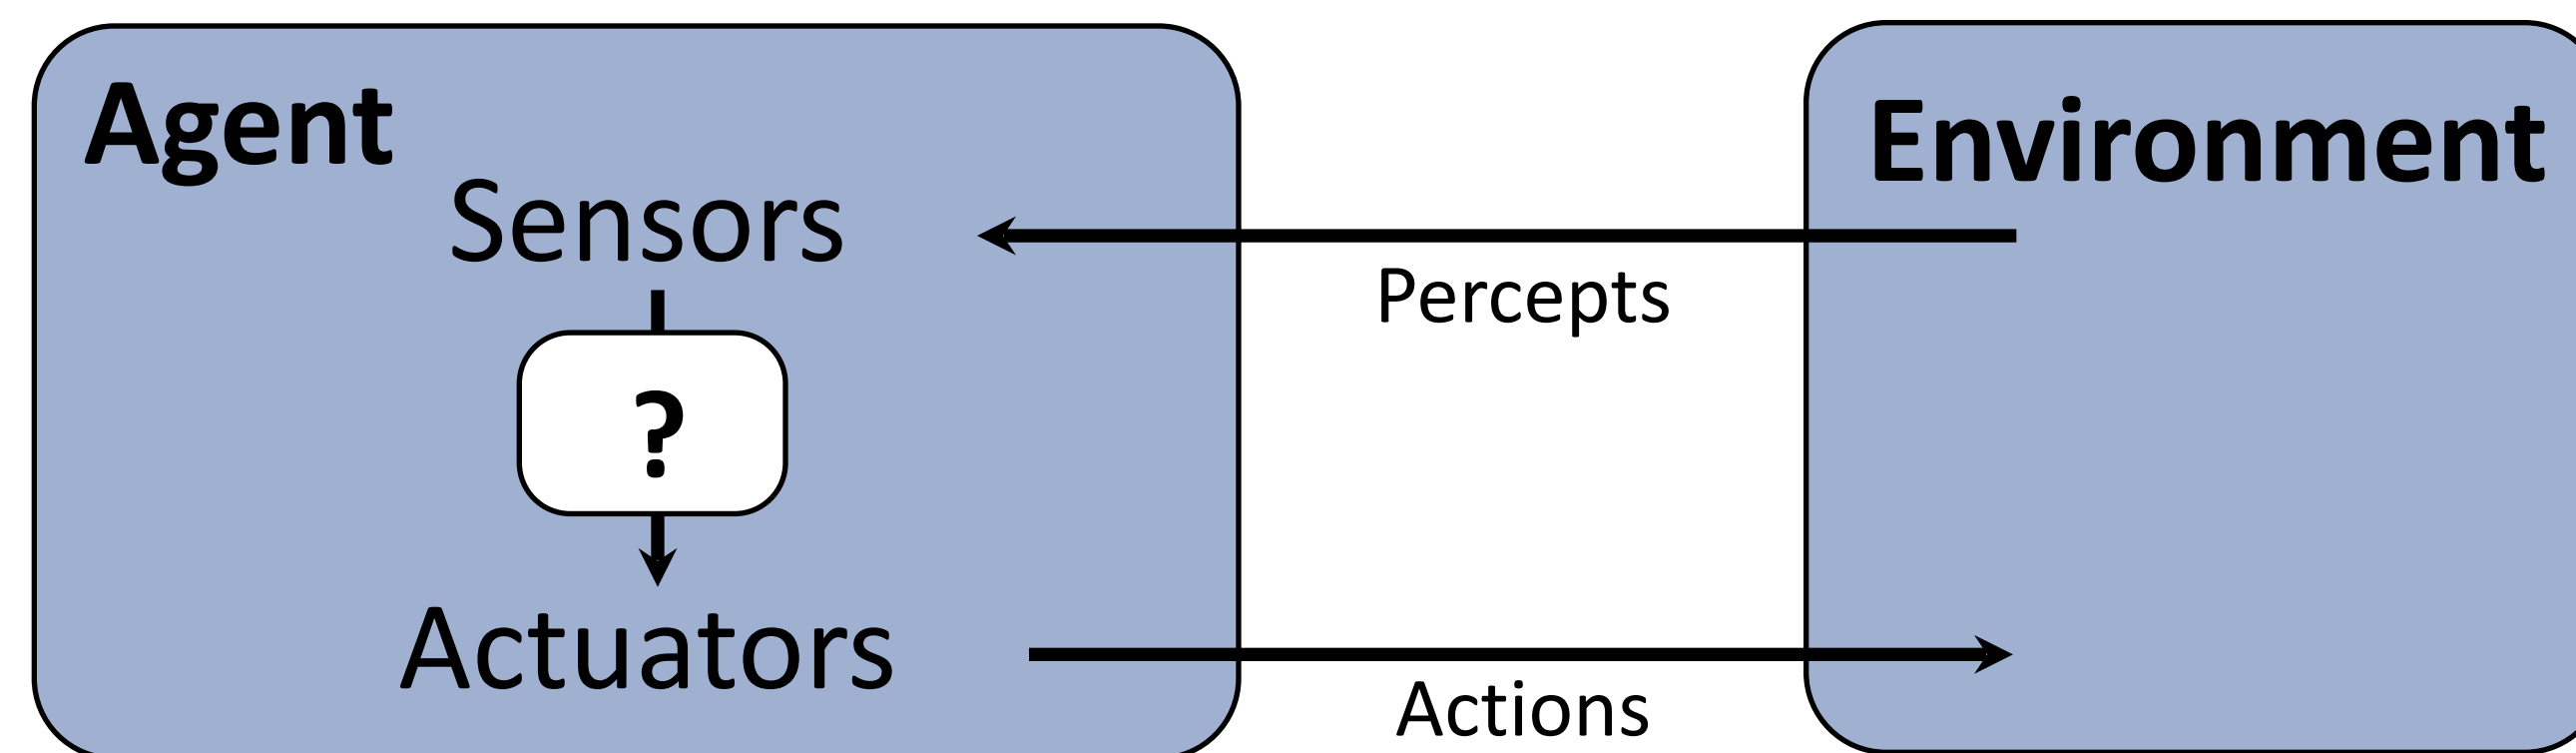 Agent
Environment
Sensors
Percepts
?
Actuators
Actions